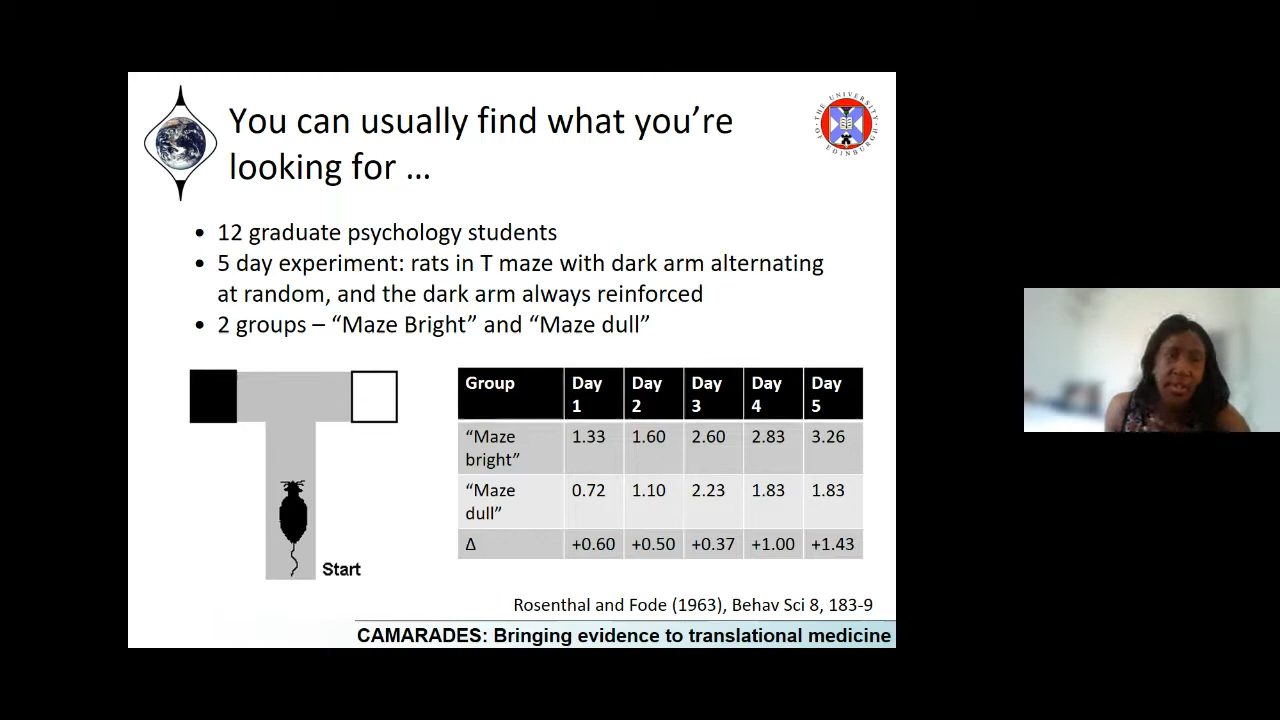 You can usually find what you’re
looking for …
THE UNIVERSITY OF EDINBURGH
• 12 graduate psychology students
• 5 day experiment: rats in T maze with dark arm alternating
at random, and the dark arm always reinforced
• 2 groups – “Maze Bright” and “Maze dull”
Start
Group Day 1 Day 2 Day 3 Day 4 Day 5
“Maze bright” 1.33 1.60 2.60 2.83 3.26
“Maze dull” 0.72 1.10 2.23 1.83 1.83
Δ +0.60 +0.50 +0.37 +1.00 +1.43
Rosenthal and Fode (1963), Behav Sci 8, 183-9
CAMARADES: Bringing evidence to translational medicine